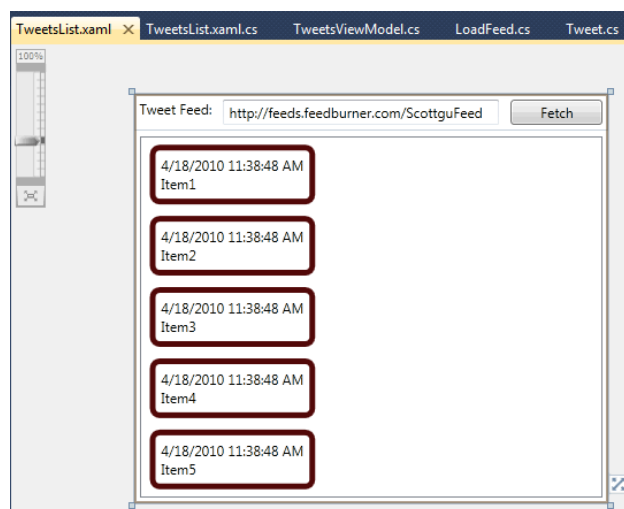 TweetsList.xaml TweetsList.xaml.cs TweetsViewModel.cs LoadFeed.cs Tweet.cs
100%
Tweet Feed: http://feeds.feedburner.com/ScottguFeed Fetch
4/18/2010 11:38:48 AM
Item1
4/18/2010 11:38:48 AM
Item2
4/18/2010 11:38:48 AM
Item3
4/18/2010 11:38:48 AM
Item4
4/18/2010 11:38:48 AM
Item5